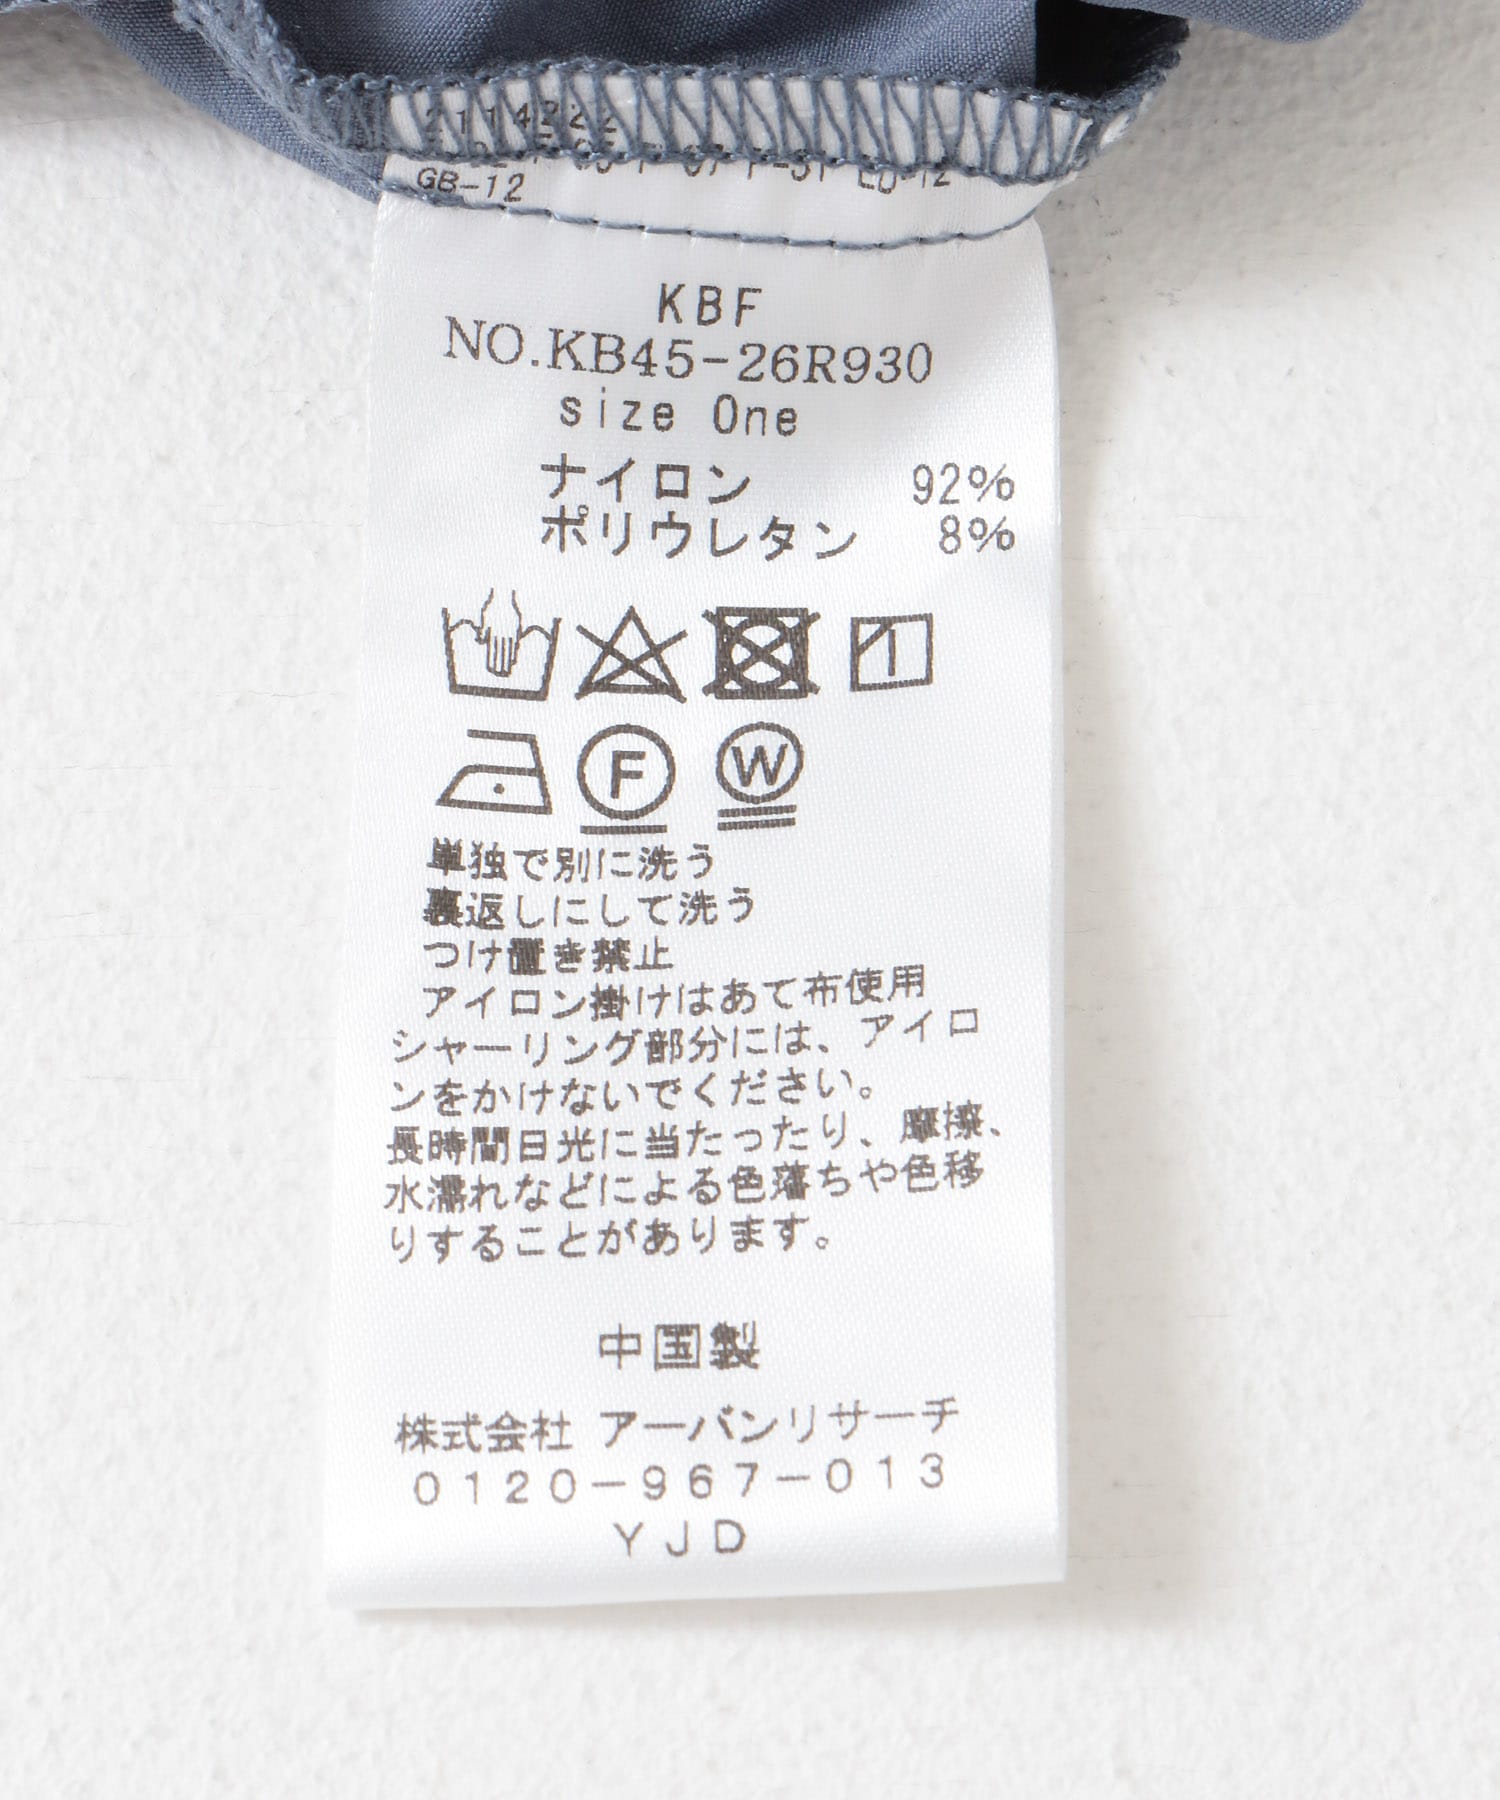 2114222
GB-12
KBF
NO.KB45-26R930
size One
ナイロン 92%
ポリウレタン 8%
F W
単独で別に洗う
裏返しにして洗う
つけ置き禁止
アイロン掛けはあて布使用
シャーリング部分には、アイロ
ンをかけないでください。
長時間日光に当たったり、摩擦、
水濡れなどによる色落ちや色移
りすることがあります。
中国製
株式会社 アーバンリサーチ
0120-967-013
YJD